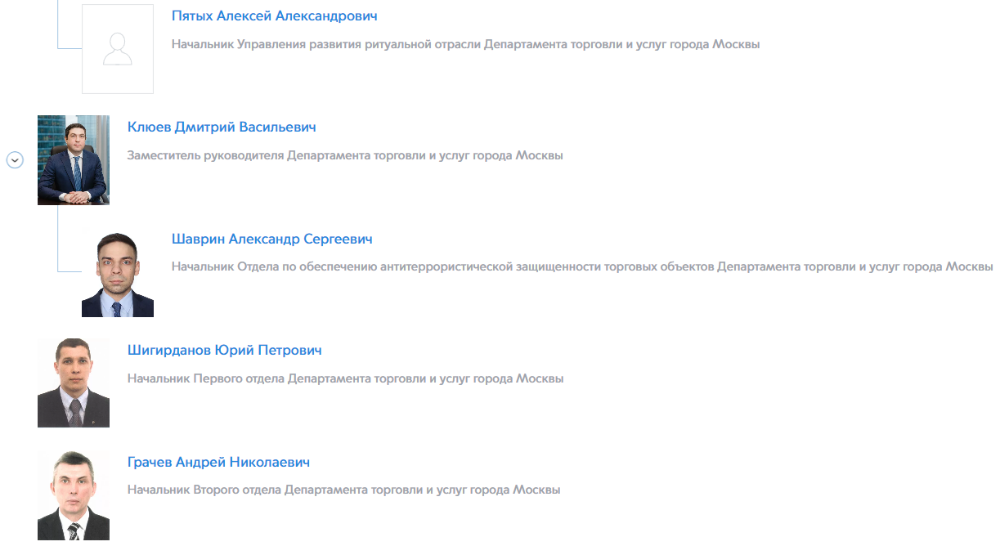 Пятых Алексей Александрович
Начальник Управления развития ритуальной отрасли Департамента торговли и услуг города Москвы
Клюев Дмитрий Васильевич
Заместитель руководителя Департамента торговли и услуг города Москвы
Шаврин Александр Сергеевич
Начальник Отдела по обеспечению антитеррористической защищенности торговых объектов Департамента торговли и услуг города Москвы
Шигирданов Юрий Петрович
Начальник Первого отдела Департамента торговли и услуг города Москвы
Грачев Андрей Николаевич
Начальник Второго отдела Департамента торговли и услуг города Москвы